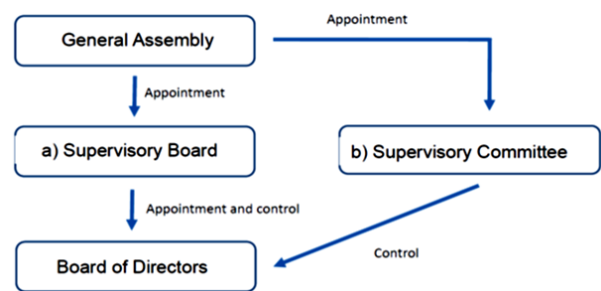 General Assembly
Appointment
Appointment
a) Supervisory Board
b) Supervisory Committee
Appointment and control
Control
Board of Directors